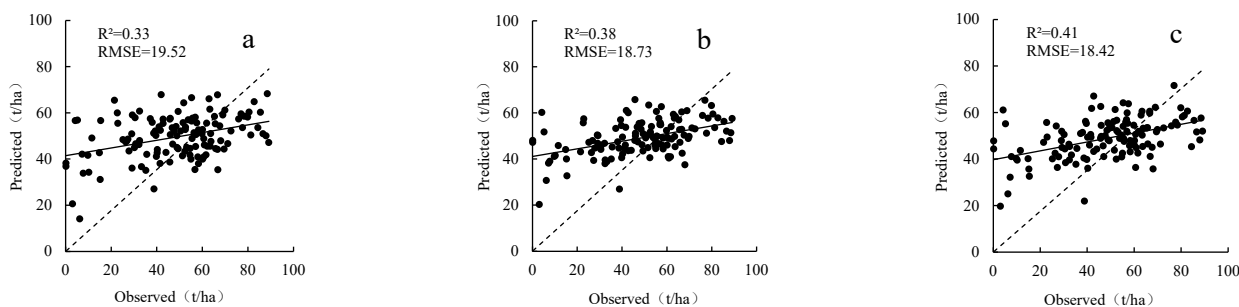 100
80
60
40
20
0
Predicted（t/ha）
R²=0.33
RMSE=19.52
a
0 20 40 60 80 100
Observed（t/ha）
100
80
60
40
20
0
Predicted（t/ha）
R²=0.38
RMSE=18.73
b
0 20 40 60 80 100
Observed（t/ha）
100
80
60
40
20
0
Predicted（t/ha）
R²=0.41
RMSE=18.42
c
0 20 40 60 80 100
Observed（t/ha）